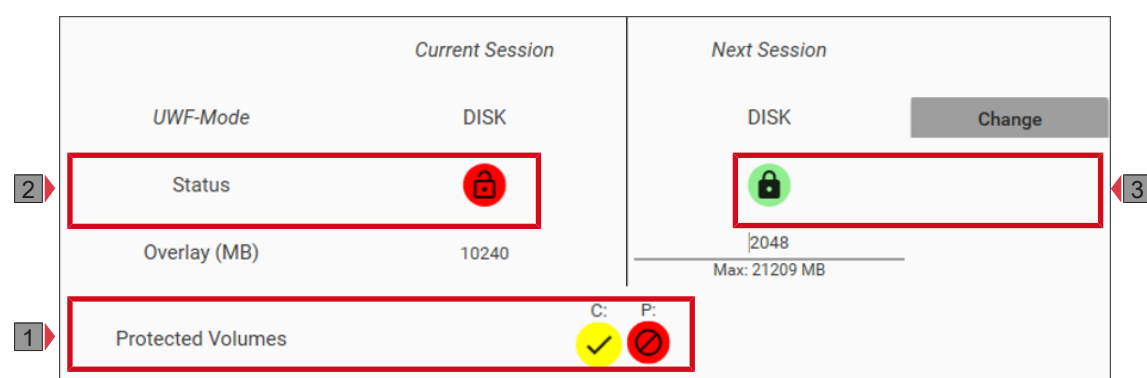 Current Session Next Session
UWF-Mode DISK DISK Change
2 Status 3
Overlay (MB) 10240 2048
Max: 21209 MB
C: P:
1 Protected Volumes